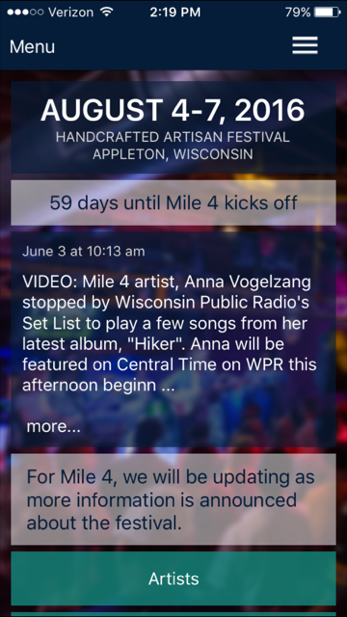 Verizon 2:19 PM 79%
Menu
AUGUST 4-7, 2016
HANDCRAFTED ARTISAN FESTIVAL
APPLETON, WISCONSIN
59 days until Mile 4 kicks off
June 3 at 10:13 am
VIDEO: Mile 4 artist, Anna Vogelzang
stopped by Wisconsin Public Radio's
Set List to play a few songs from her
latest album, "Hiker". Anna will be
featured on Central Time on WPR this
afternoon beginn ...
more...
For Mile 4, we will be updating as
more information is announced
about the festival.
Artists